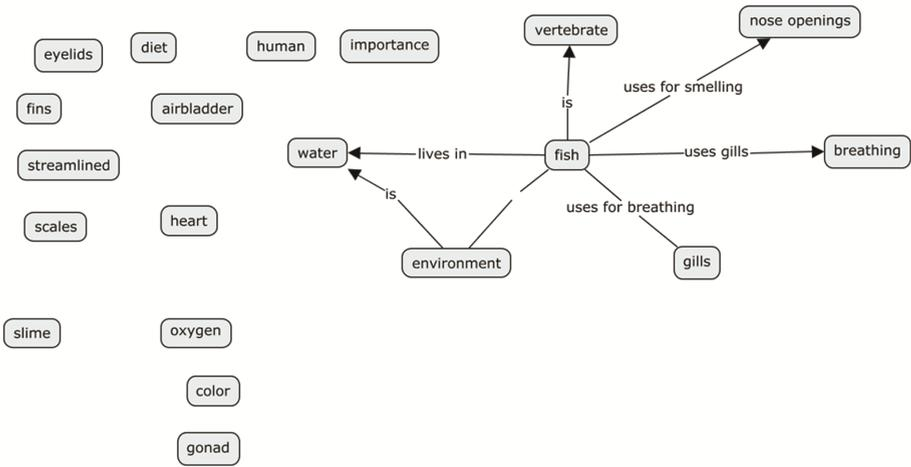 nose openings
vertebrate
eyelids
diet
human
importance
uses for smelling
is
fins
airbladder
water
lives in
fish
uses gills
breathing
streamlined
is
uses for breathing
scales
heart
environment
gills
slime
oxygen
color
gonad